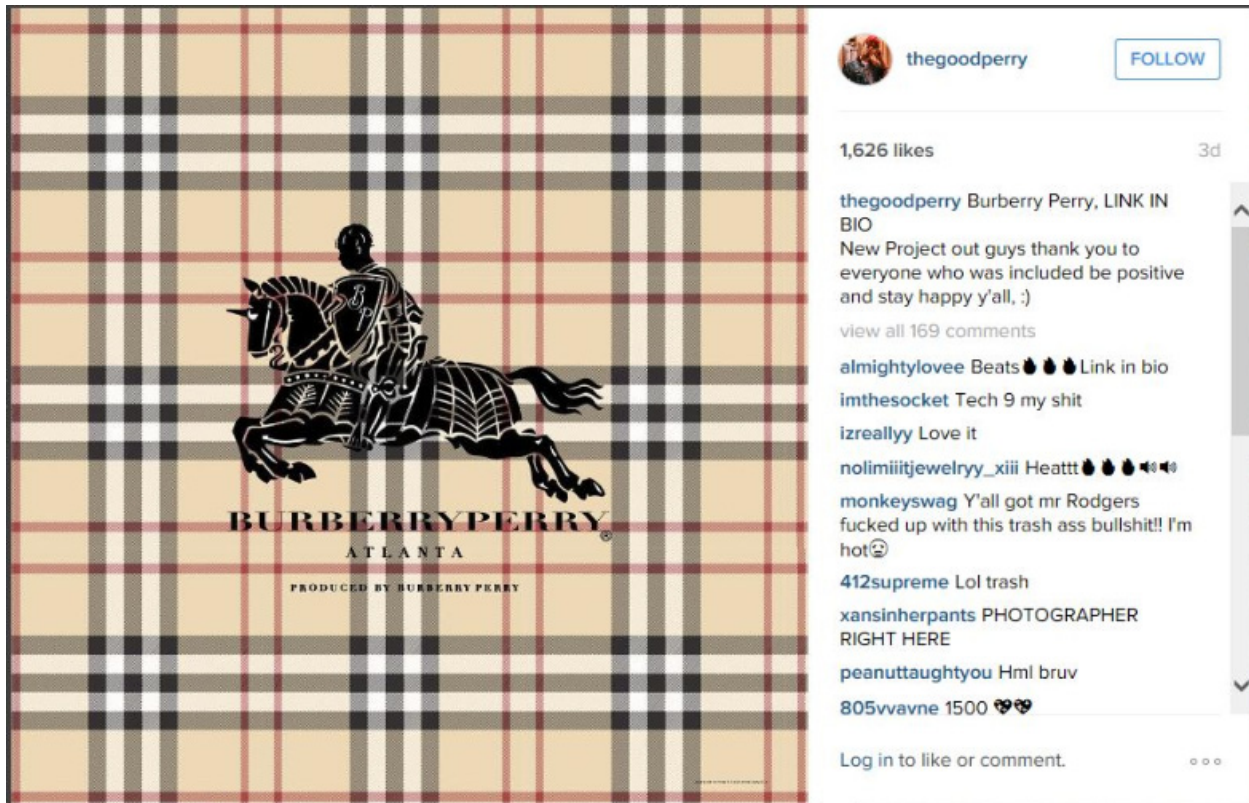 thegoodperry
FOLLOW
1,626 likes
3d
thegoodperry Burberry Perry, LINK IN
BIO
New Project out guys thank you to
everyone who was included be positive
and stay happy y'all, :)
view all 169 comments
almightylovee Beats🔥🔥🔥Link in bio
imthesocket Tech 9 my shit
izreallyy Love it
nolimiiitjewelryy_xiii Heattt🔥🔥🔥🔊🔊
monkeyswag Y'all got mr Rodgers
fucked up with this trash ass bullshit!! I'm
hot
412supreme Lol trash
xansinherpants PHOTOGRAPHER
RIGHT HERE
peanuttaughtyou Hml bruv
805vvavne 1500 💖💖
Log in to like or comment.
BP
BURBERRYPERRY®
ATLANTA
PRODUCED BY BURBERRY PERRY